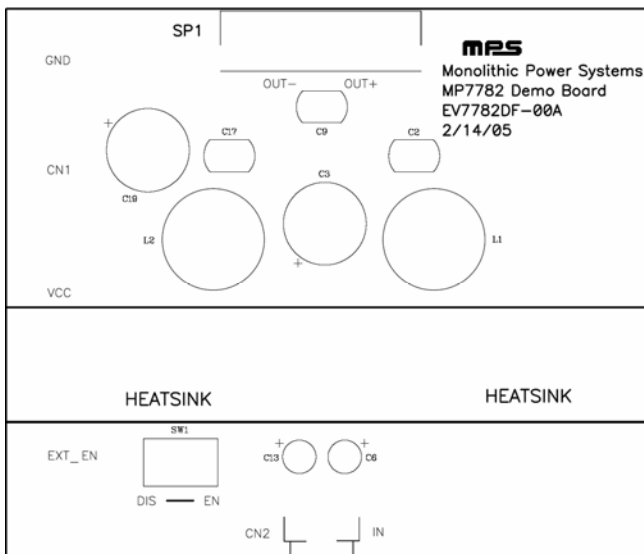 SP1
mps
GND
Monolithic Power Systems
OUT- OUT+
MP7782 Demo Board
EV7782DF-00A
2/14/05
+
C17
C9
C2
CN1
C3
C19
L2
L1
+
VCC
HEATSINK
HEATSINK
SW1
EXT_EN
+
+
C13
C6
DIS — EN
CN2
IN